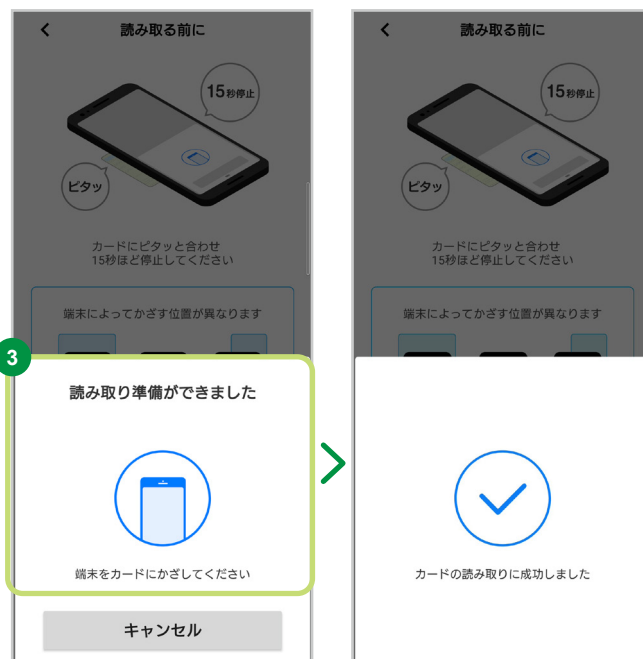 読み取る前に
15秒停止
ピタッ
カードにピタッと合わせ
15秒ほど停止してください
端末によってかざす位置が異なります
3
読み取り準備ができました
端末をカードにかざしてください
キャンセル
読み取る前に
15秒停止
ピタッ
カードにピタッと合わせ
15秒ほど停止してください
端末によってかざす位置が異なります
カードの読み取りに成功しました